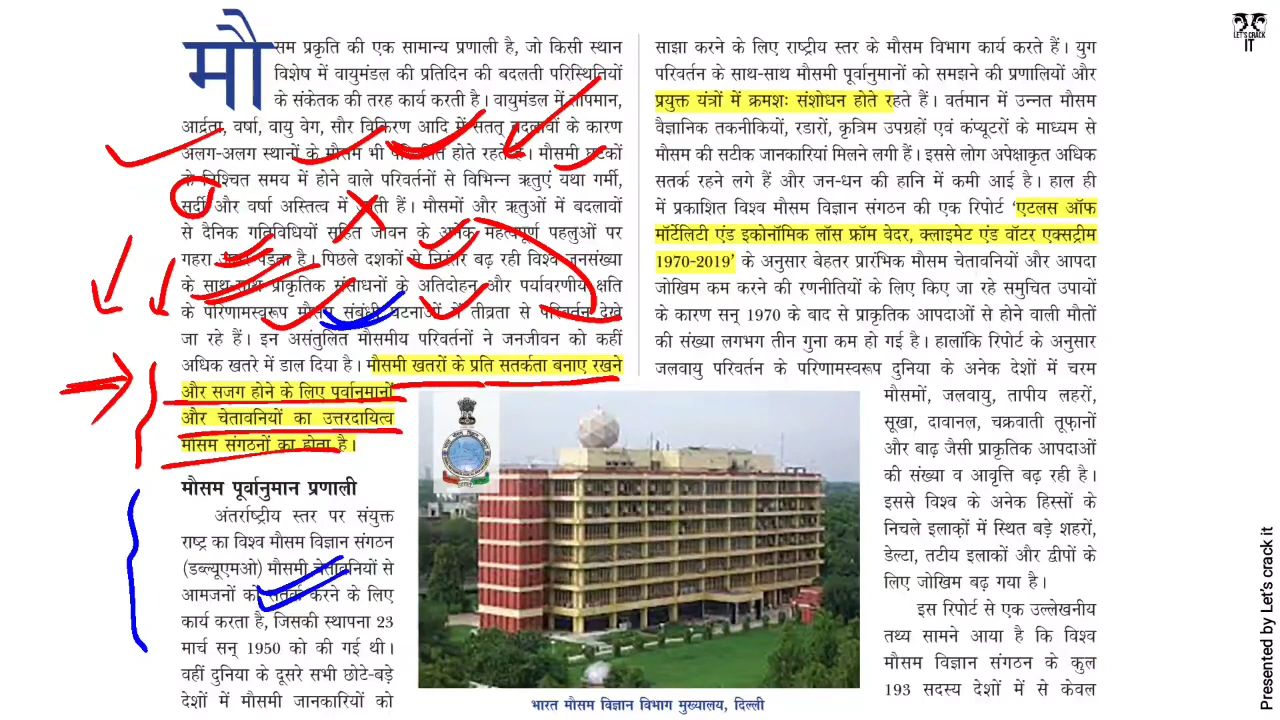 मौसम प्रकृति की एक सामान्य प्रणाली है, जो किसी स्थान
विशेष में वायुमंडल की प्रतिदिन की बदलती परिस्थितियों
के संकेतक की तरह कार्य करती है। वायुमंडल में तापमान,
आर्द्रता, वर्षा, वायु वेग, सौर विकिरण आदि में सतत् बदलावों के कारण
अलग-अलग स्थानों के मौसम भी परिवर्तित होते रहते हैं। मौसमी घटकों
के निश्चित समय में होने वाले परिवर्तनों से विभिन्न ऋतुएं यथा गर्मी,
सर्दी और वर्षा अस्तित्व में आती हैं। मौसमों और ऋतुओं में बदलावों
से दैनिक गतिविधियों सहित जीवन के अनेक महत्वपूर्ण पहलुओं पर
गहरा असर पड़ता है। पिछले दशकों से निरंतर बढ़ रही विश्व जनसंख्या
के साथ-साथ प्राकृतिक संसाधनों के अतिदोहन और पर्यावरणीय क्षति
के परिणामस्वरूप मौसम संबंधी घटनाओं में तीव्रता से परिवर्तन देखे
जा रहे हैं। इन असंतुलित मौसमीय परिवर्तनों ने जनजीवन को कहीं
अधिक खतरे में डाल दिया है। मौसमी खतरों के प्रति सतर्कता बनाए रखने
और सजग होने के लिए पूर्वानुमानों
और चेतावनियों का उत्तरदायित्व
मौसम संगठनों का होता है।
मौसम पूर्वानुमान प्रणाली
अंतर्राष्ट्रीय स्तर पर संयुक्त
राष्ट्र का विश्व मौसम विज्ञान संगठन
(डब्ल्यूएमओ) मौसमी चेतावनियों से
आमजनों को सतर्क करने के लिए
कार्य करता है, जिसकी स्थापना 23
मार्च सन् 1950 को की गई थी।
वहीं दुनिया के दूसरे सभी छोटे-बड़े
देशों में मौसमी जानकारियों को
साझा करने के लिए राष्ट्रीय स्तर के मौसम विभाग कार्य करते हैं। युग
परिवर्तन के साथ-साथ मौसमी पूर्वानुमानों को समझने की प्रणालियों और
प्रयुक्त यंत्रों में क्रमशः संशोधन होते रहते हैं। वर्तमान में उन्नत मौसम
वैज्ञानिक तकनीकियों, रडारों, कृत्रिम उपग्रहों एवं कंप्यूटरों के माध्यम से
मौसम की सटीक जानकारियां मिलने लगी हैं। इससे लोग अपेक्षाकृत अधिक
सतर्क रहने लगे हैं और जन-धन की हानि में कमी आई है। हाल ही
में प्रकाशित विश्व मौसम विज्ञान संगठन की एक रिपोर्ट ‘एटलस ऑफ
मॉर्टेलिटी एंड इकोनॉमिक लॉस फ्रॉम वेदर, क्लाइमेट एंड वॉटर एक्सट्रीम
1970-2019’ के अनुसार बेहतर प्रारंभिक मौसम चेतावनियों और आपदा
जोखिम कम करने की रणनीतियों के लिए किए जा रहे समुचित उपायों
के कारण सन् 1970 के बाद से प्राकृतिक आपदाओं से होने वाली मौतों
की संख्या लगभग तीन गुना कम हो गई है। हालांकि रिपोर्ट के अनुसार
जलवायु परिवर्तन के परिणामस्वरूप दुनिया के अनेक देशों में चरम
मौसमों, जलवायु, तापीय लहरों,
सूखा, दावानल, चक्रवाती तूफ़ानों
और बाढ़ जैसी प्राकृतिक आपदाओं
की संख्या व आवृत्ति बढ़ रही है।
इससे विश्व के अनेक हिस्सों के
निचले इलाक़ों में स्थित बड़े शहरों,
डेल्टा, तटीय इलाकों और द्वीपों के
लिए जोखिम बढ़ गया है।
इस रिपोर्ट से एक उल्लेखनीय
तथ्य सामने आया है कि विश्व
मौसम विज्ञान संगठन के कुल
193 सदस्य देशों में से केवल
भारत मौसम विज्ञान विभाग मुख्यालय, दिल्ली
LET'S CRACK
IT
Presented by Let's crack it